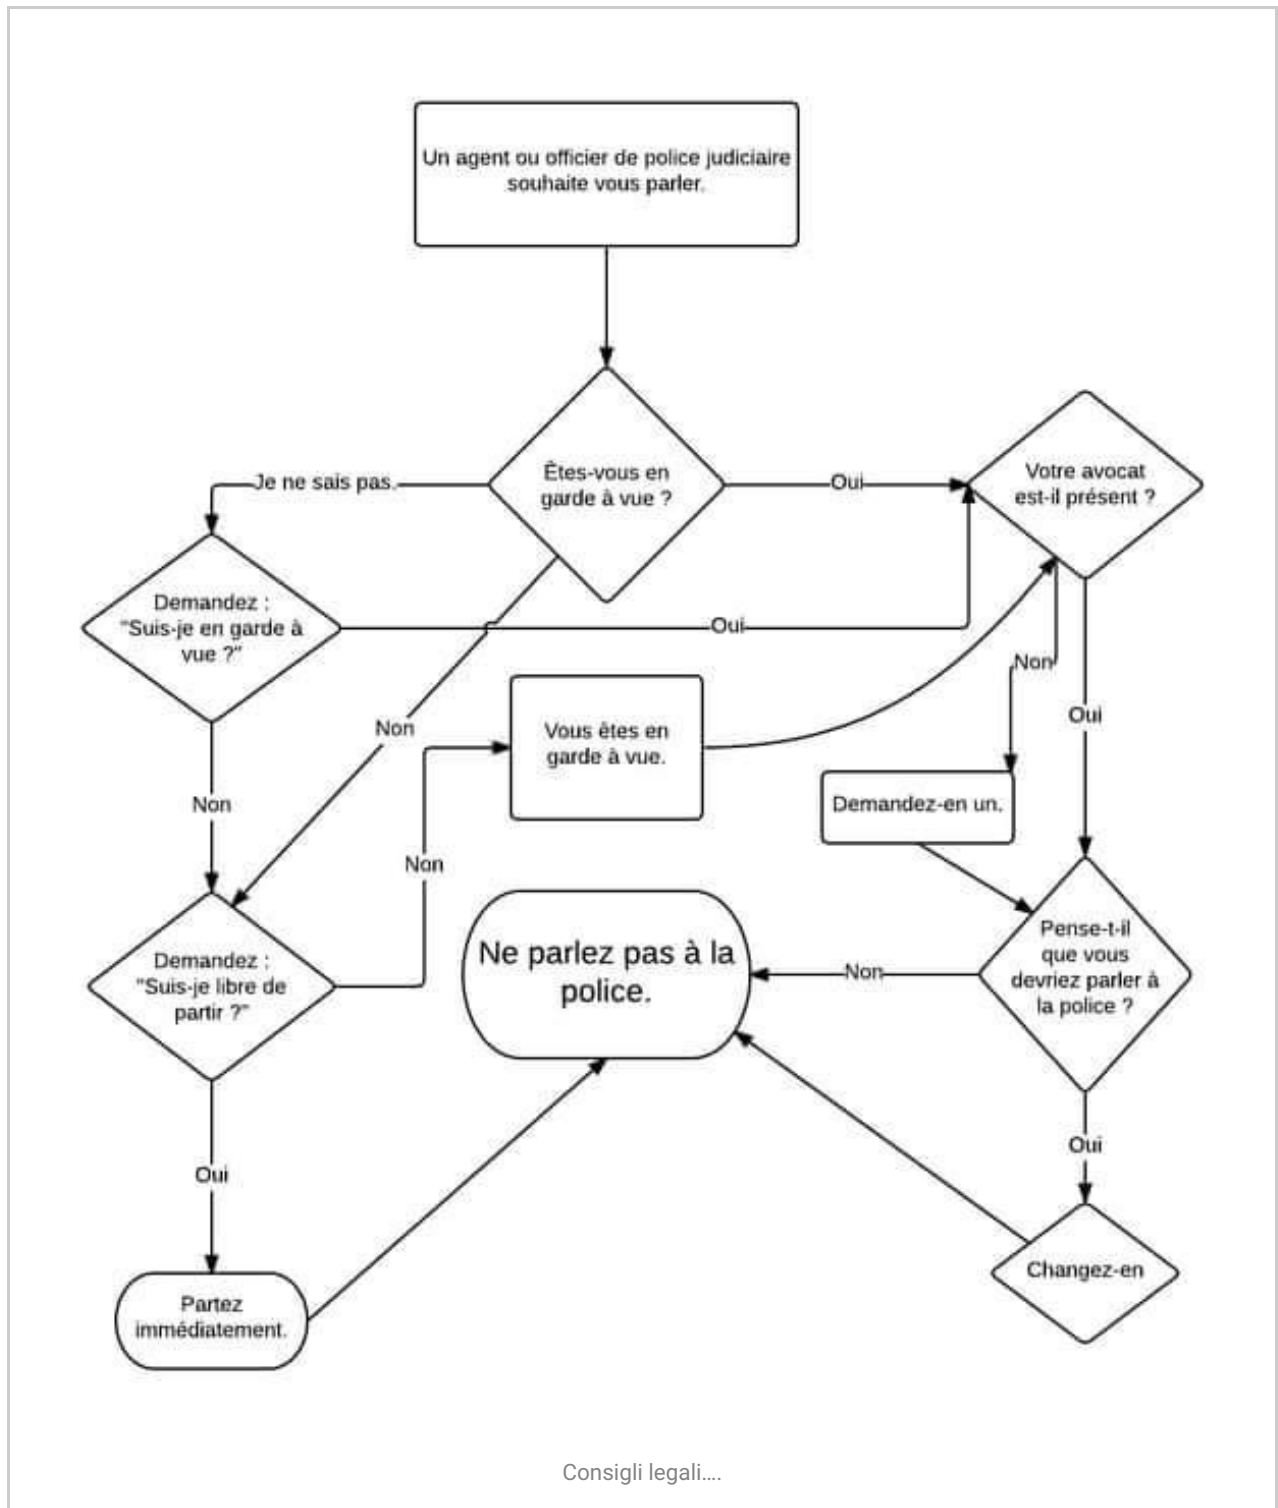 Un agent ou officier de police judiciaire
souhaite vous parler.
Êtes-vous en
garde à vue ?
Je ne sais pas.
Oui
Votre avocat
est-il présent ?
Demandez :
"Suis-je en garde à
vue ?"
Oui
Non
Non
Vous êtes en
garde à vue.
Oui
Non
Demandez-en un.
Non
Non
Demandez :
"Suis-je libre de
partir ?"
Ne parlez pas à la
police.
Non
Pense-t-il
que vous
devriez parler à
la police ?
Oui
Oui
Partez
immédiatement.
Changez-en
Consigli legali....